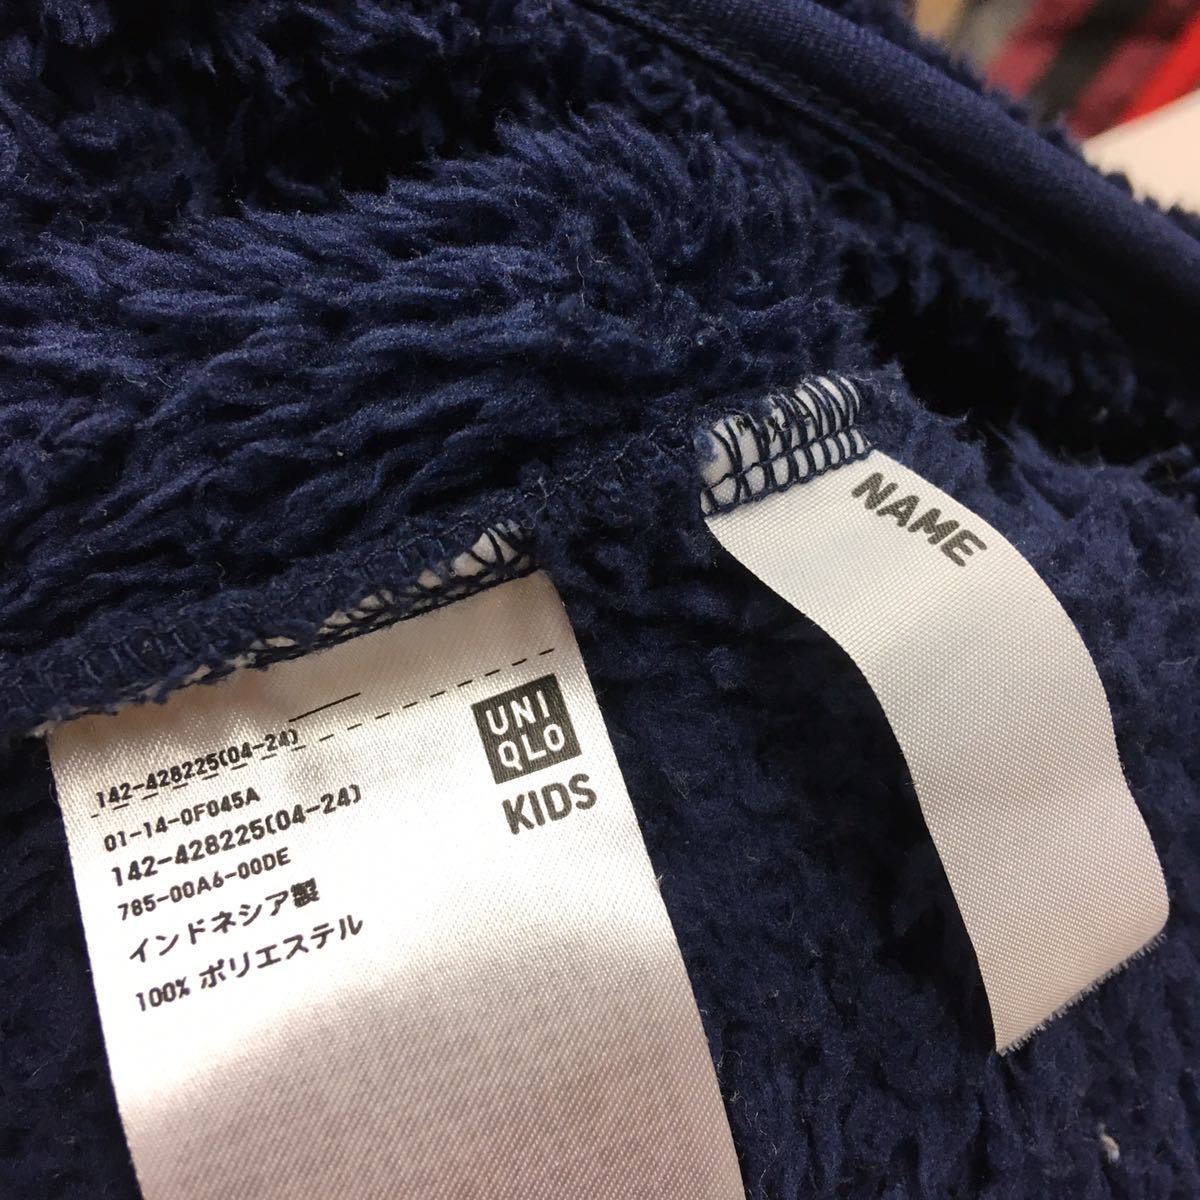 142-428225(04-24)
01-14-0F045A
142-428225(04-24)
785-00A6-00DE
インドネシア製
100% ポリエステル
UNI
QLO
KIDS
NAME